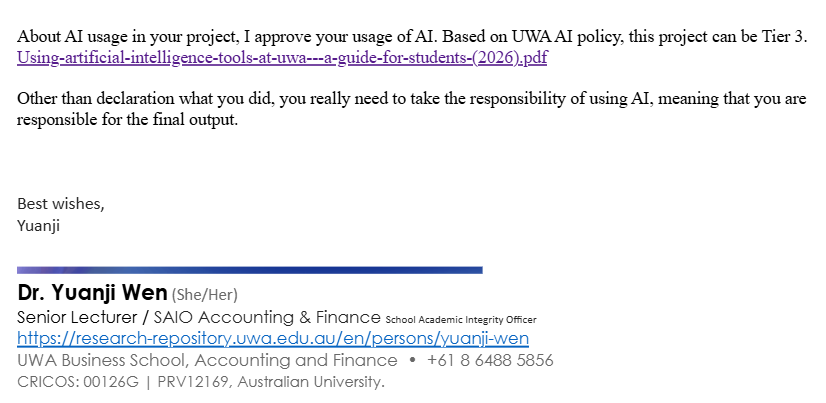 About AI usage in your project, I approve your usage of AI. Based on UWA AI policy, this project can be Tier 3.
Using-artificial-intelligence-tools-at-uwa---a-guide-for-students-(2026).pdf
Other than declaration what you did, you really need to take the responsibility of using AI, meaning that you are
responsible for the final output.
Best wishes,
Yuanji
Dr. Yuanji Wen (She/Her)
Senior Lecturer / SAIO Accounting & Finance School Academic Integrity Officer
https://research-repository.uwa.edu.au/en/persons/yuanji-wen
UWA Business School, Accounting and Finance • +61 8 6488 5856
CRICOS: 00126G | PRV12169, Australian University.